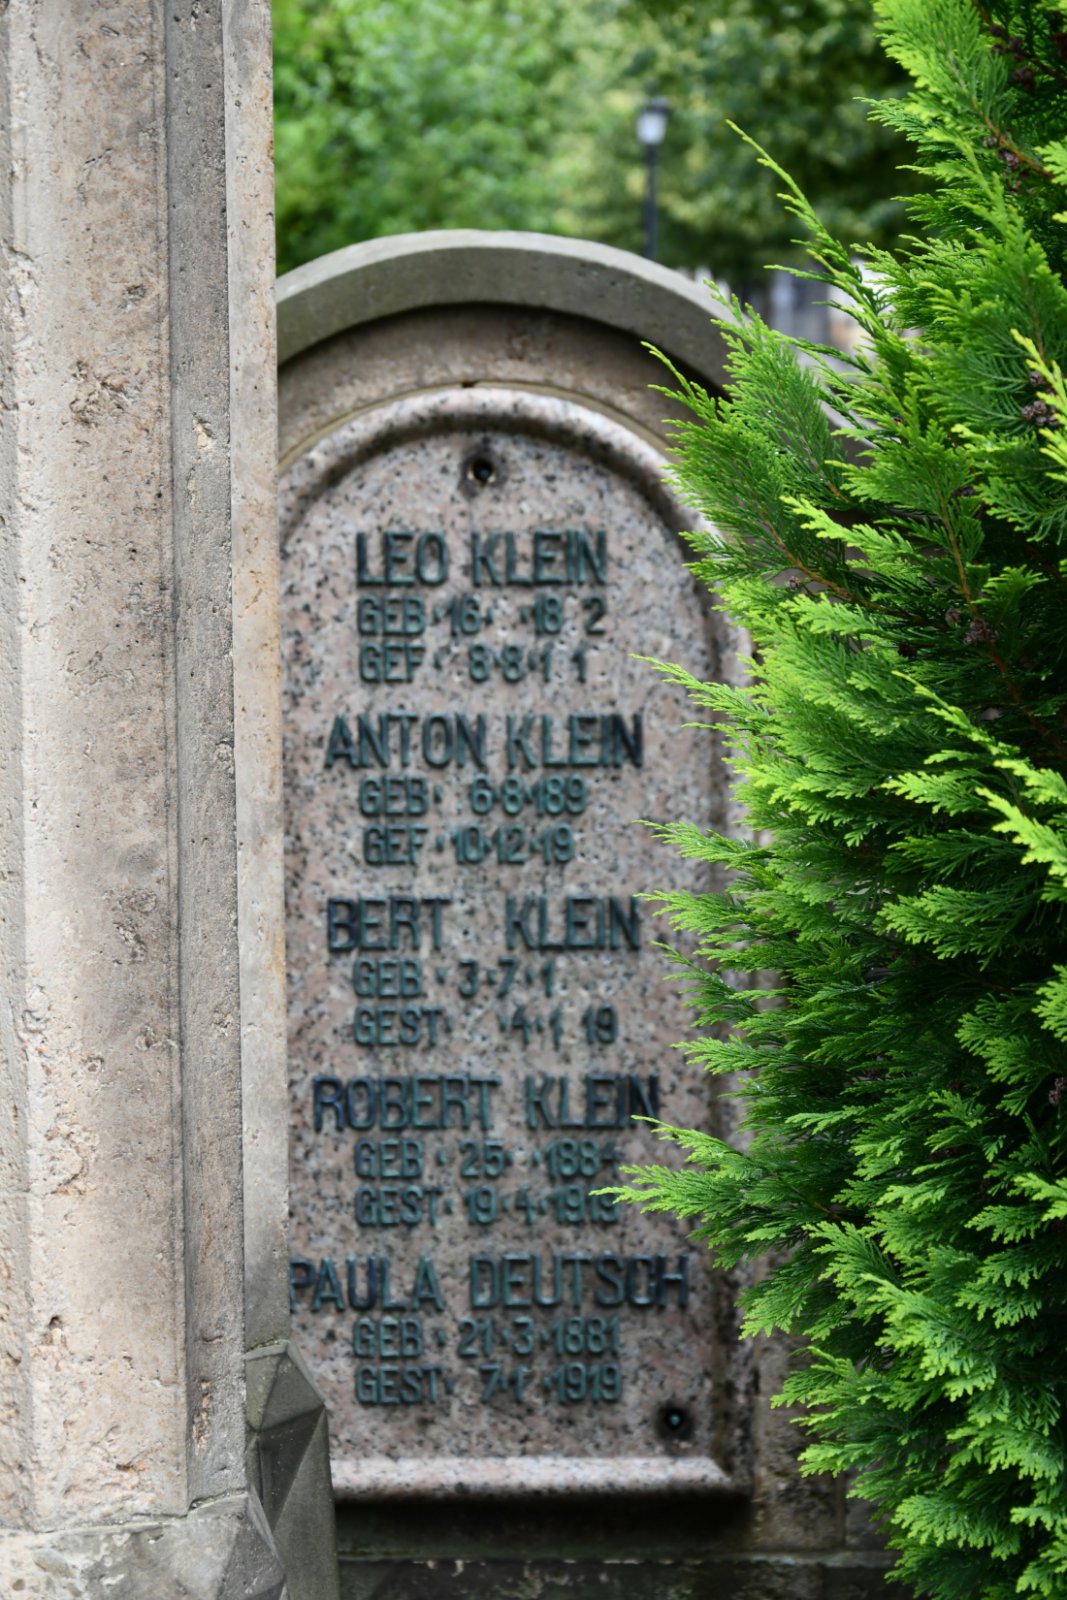 LEO KLEIN
GEB·16· ·18 2
GEF· 8·8·1 1
ANTON KLEIN
GEB· 6·8·189
GEF·10·12·19
BERT KLEIN
GEB. 3·7·1
GEST· ·4·1 19
ROBERT KLEIN
GEB· 25· ·1884
GEST·19·4·1919
PAULA DEUTSCH
GEB·21·3·1881
GEST· 7·1·1919